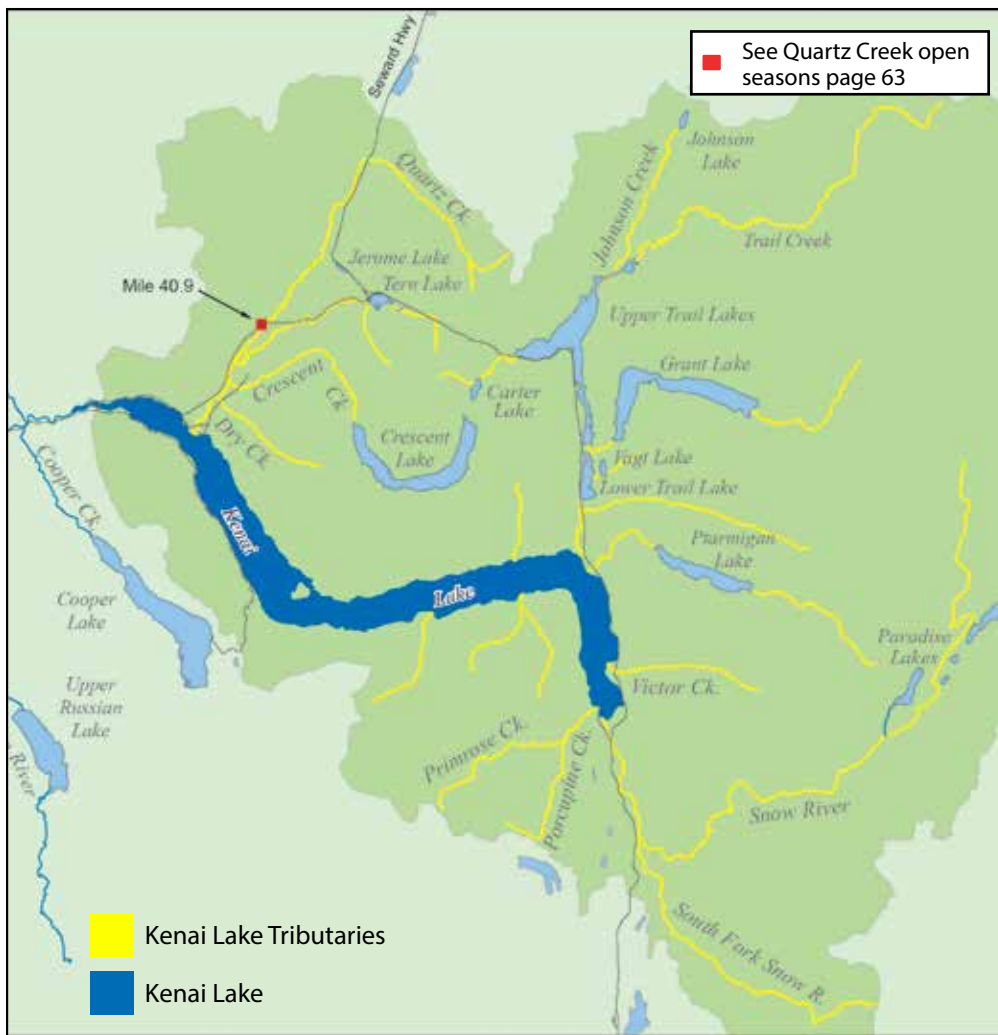 Seward Hwy
See Quartz Creek open
seasons page 63
Johnson
Lake
Johnson Creek
Quartz Ck
Trail Creek
Jerome Lake
Tern Lake
Mile 40.9
Upper Trail Lakes
Grant Lake
Crescent
Ck
Carter
Lake
Crescent
Lake
Dry Ck
Vagt Lake
Lower Trail Lake
Cooper Ck
Kenai
Lake
Ptarmigan
Lake
Cooper
Lake
Paradise
Lakes
Victor Ck.
Upper
Russian
Lake
River
Primrose Ck.
Porcupine Ck.
Snow River
South Fork Snow R.
Kenai Lake Tributaries
Kenai Lake